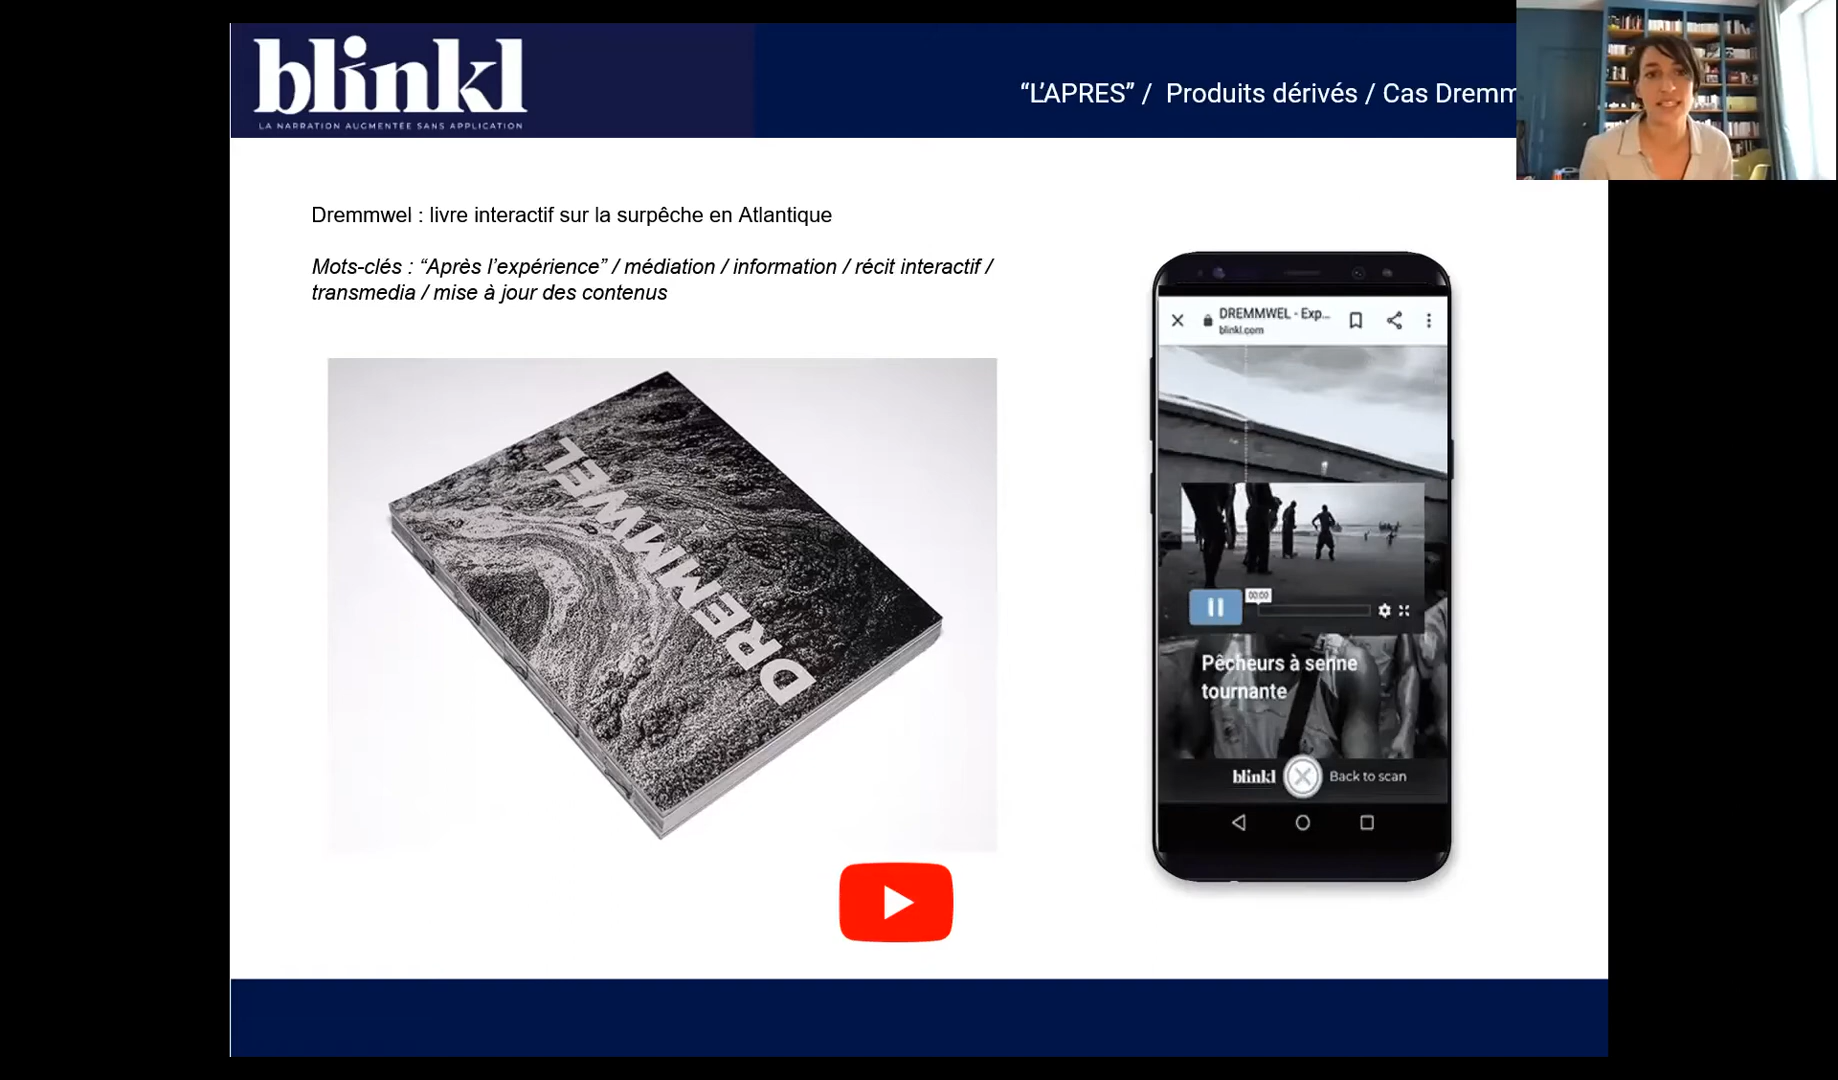 blinkl
LA NARRATION AUGMENTÉE SANS APPLICATION
“L’APRES” / Produits dérivés / Cas Dremm
Dremmwel : livre interactif sur la surpêche en Atlantique
Mots-clés : “Après l’expérience” / médiation / information / récit interactif /
transmedia / mise à jour des contenus
DREMMWEL
DREMMWEL - Exp...
blinkl.com
00:00
Pêcheurs à senne
tournante
blinkl
Back to scan